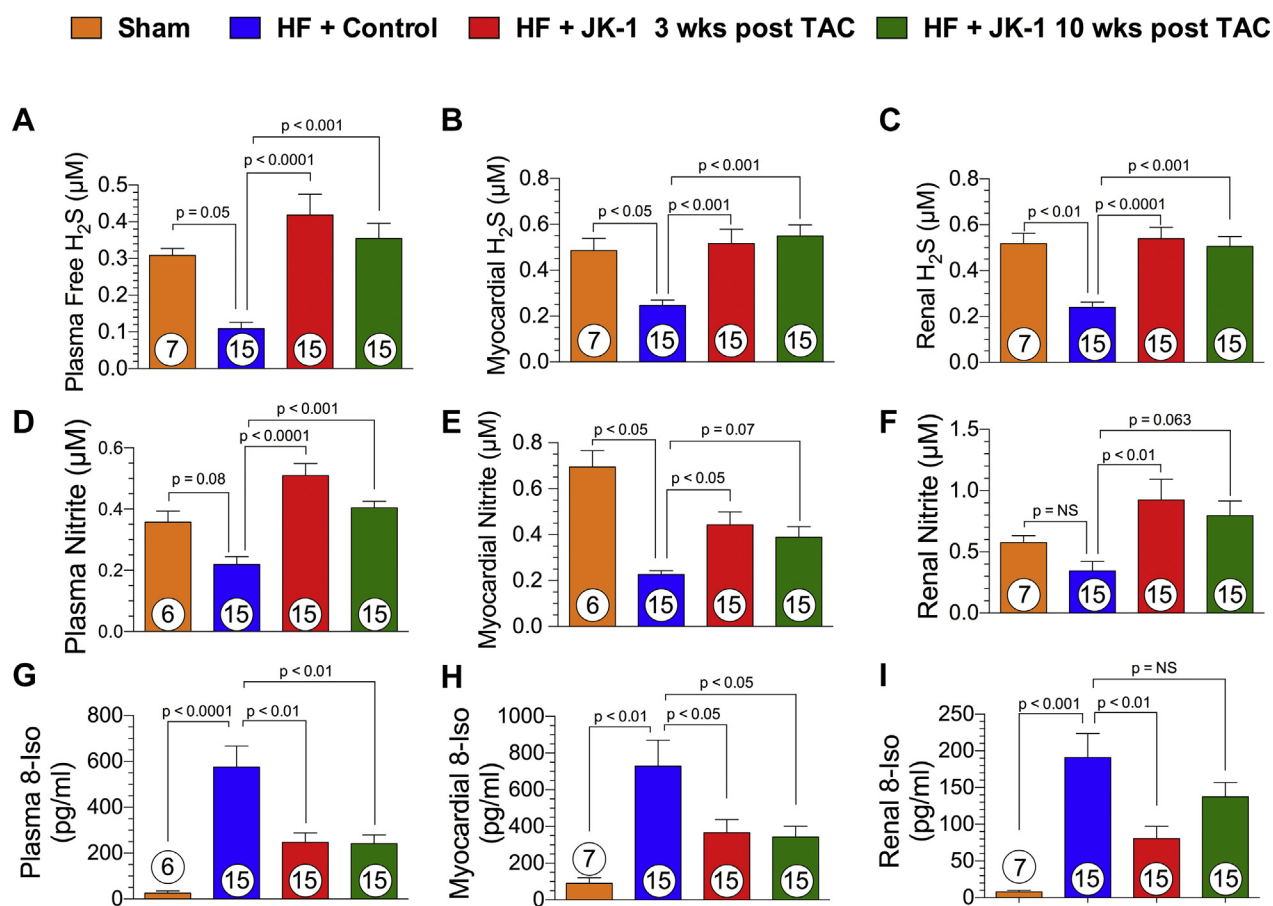 Sham HF + Control HF + JK-1 3 wks post TAC HF + JK-1 10 wks post TAC
A
Plasma Free H₂S (µM)
0.5
0.4
0.3
0.2
0.1
0.0
p = 0.05
p < 0.0001
p < 0.001
7 15 15 15
B
Myocardial H₂S (µM)
0.8
0.6
0.4
0.2
0.0
p < 0.05
p < 0.001
p < 0.001
7 15 15 15
C
Renal H₂S (µM)
0.8
0.6
0.4
0.2
0.0
p < 0.01
p < 0.0001
p < 0.001
7 15 15 15
D
Plasma Nitrite (µM)
0.6
0.4
0.2
0.0
p = 0.08
p < 0.0001
p < 0.001
6 15 15 15
E
Myocardial Nitrite (µM)
0.8
0.6
0.4
0.2
0.0
p < 0.05
p < 0.05
p = 0.07
6 15 15 15
F
Renal Nitrite (µM)
1.5
1.0
0.5
0.0
p = NS
p < 0.01
p = 0.063
7 15 15 15
G
Plasma 8-Iso
(pg/ml)
800
600
400
200
0
p < 0.0001
p < 0.01
p < 0.01
6 15 15 15
H
Myocardial 8-Iso
(pg/ml)
1000
800
600
400
200
0
p < 0.01
p < 0.05
p < 0.05
7 15 15 15
I
Renal 8-Iso
(pg/ml)
250
200
150
100
50
0
p < 0.001
p < 0.01
p = NS
7 15 15 15